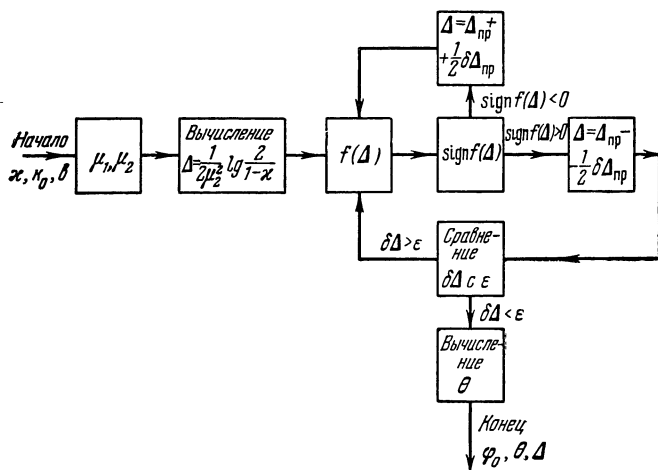 Δ=Δпр+
+1/2 δΔпр
sign f(Δ)<0
Начало
ϰ, κ₀, в
μ₁, μ₂
Вычисление
Δ= 1/2μ₂² lg 2/1-ϰ
f(Δ)
sign f(Δ)
sign f(Δ)>0
Δ=Δпр-
-1/2 δΔпр
δΔ>ε
Сравне-
ние
δΔ с ε
δΔ<ε
Вычисле-
ние
θ
Конец
φ₀, θ, Δ